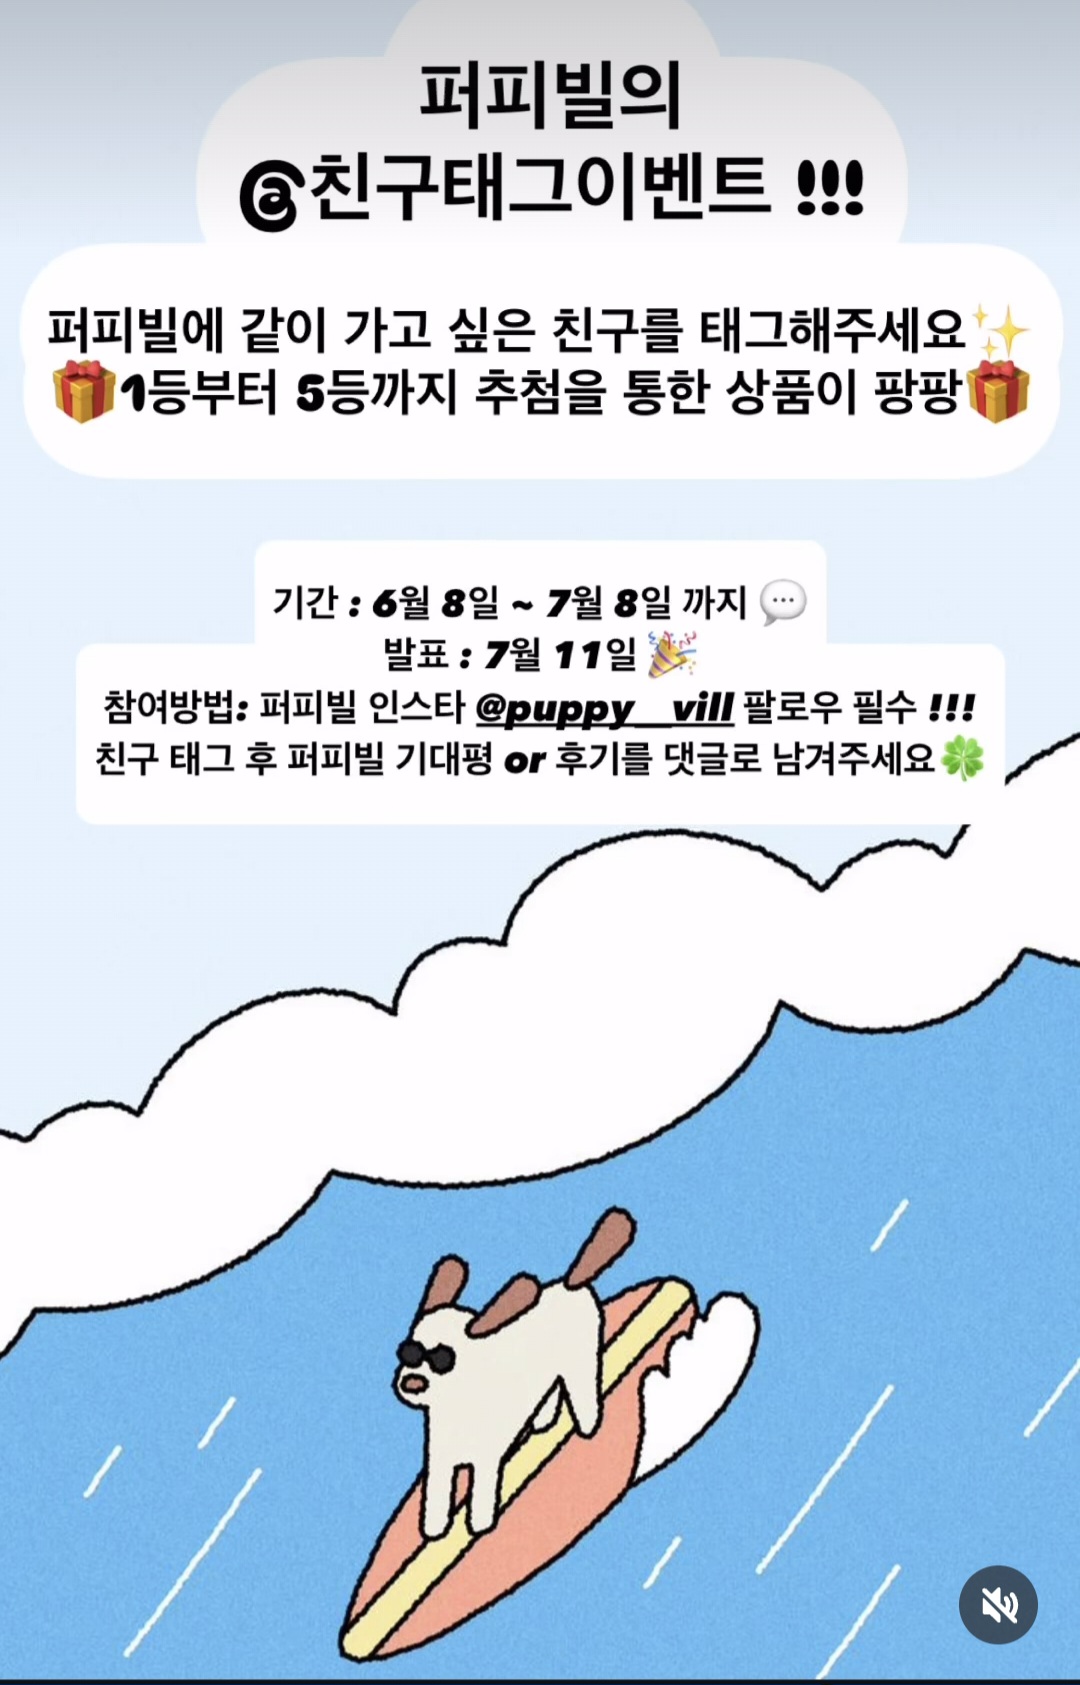 퍼피빌의
@친구태그이벤트 !!!
퍼피빌에 같이 가고 싶은 친구를 태그해주세요✨
🎁1등부터 5등까지 추첨을 통한 상품이 팡팡🎁
기간 : 6월 8일 ~ 7월 8일 까지 💬
발표 : 7월 11일 🎉
참여방법: 퍼피빌 인스타 @puppy__vill 팔로우 필수 !!!
친구 태그 후 퍼피빌 기대평 or 후기를 댓글로 남겨주세요🍀